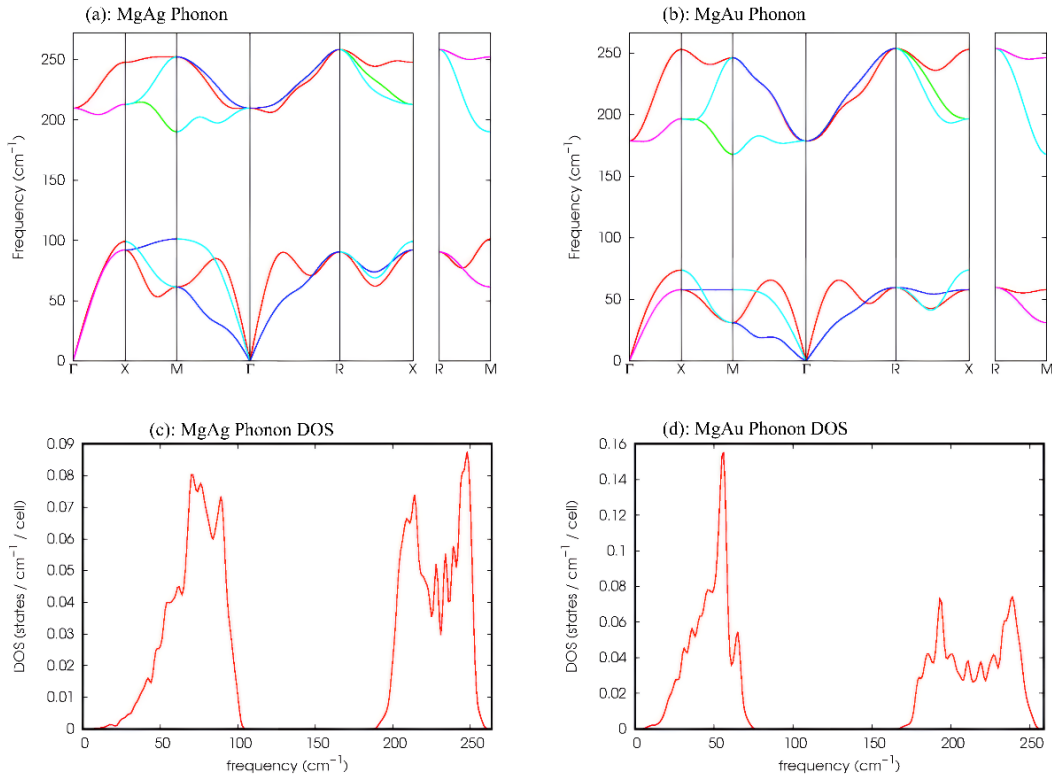 (a): MgAg Phonon
(b): MgAu Phonon
250
200
150
100
50
0
Frequency (cm⁻¹)
Γ X M Γ R X R M
250
200
150
100
50
0
Frequency (cm⁻¹)
Γ X M Γ R X R M
(c): MgAg Phonon DOS
(d): MgAu Phonon DOS
0.09
0.08
0.07
0.06
0.05
0.04
0.03
0.02
0.01
0
DOS (states / cm⁻¹ / cell)
0 50 100 150 200 250
frequency (cm⁻¹)
0.16
0.14
0.12
0.1
0.08
0.06
0.04
0.02
0
DOS (states / cm⁻¹ / cell)
0 50 100 150 200 250
frequency (cm⁻¹)